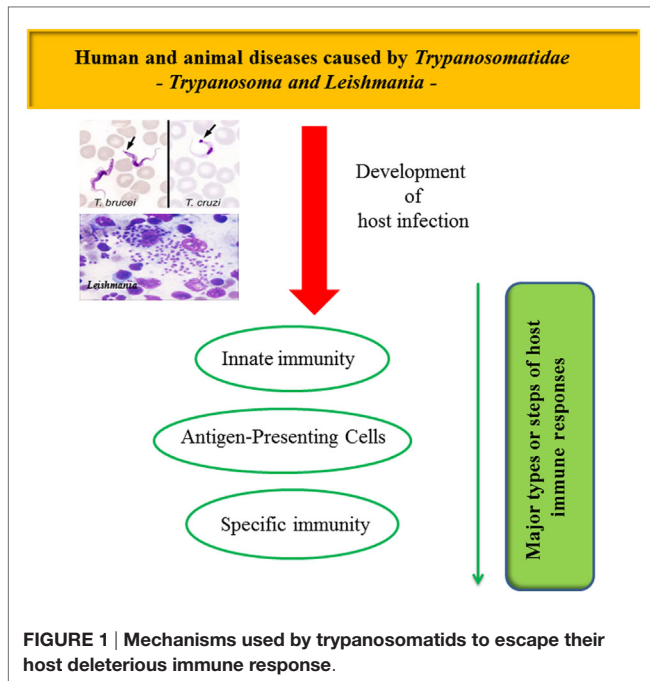 Human and animal diseases caused by Trypanosomatidae
- Trypanosoma and Leishmania -
T. brucei
T. cruzi
Leishmania
Development
of
host infection
Innate immunity
Antigen-Presenting Cells
Specific immunity
Major types or steps of host
immune responses
FIGURE 1 | Mechanisms used by trypanosomatids to escape their
host deleterious immune response.